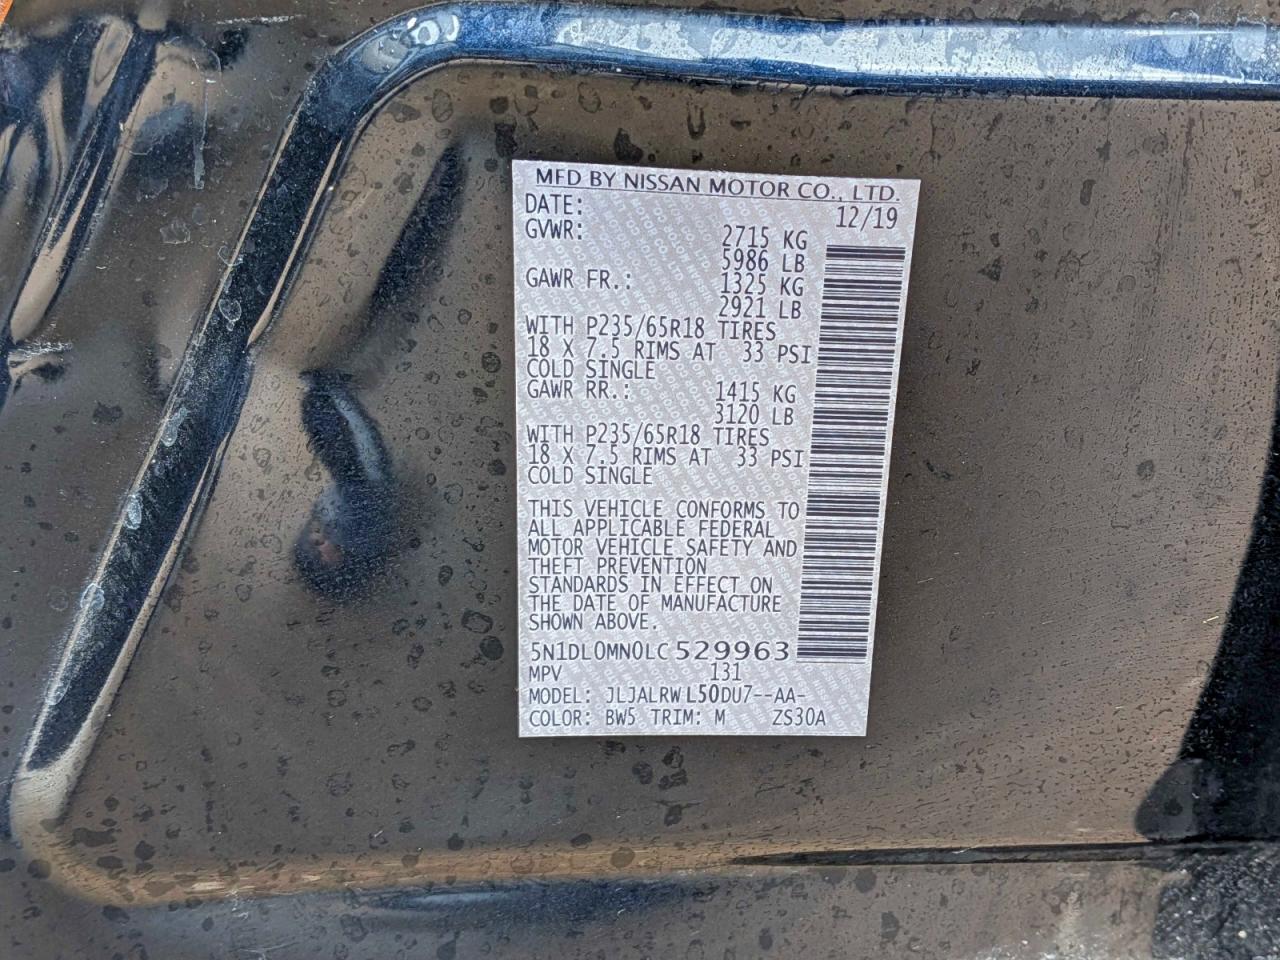 MFD BY NISSAN MOTOR CO., LTD.
DATE: 12/19
GVWR: 2715 KG
5986 LB
GAWR FR.: 1325 KG
2921 LB
WITH P235/65R18 TIRES
18 X 7.5 RIMS AT 33 PSI
COLD SINGLE
GAWR RR.: 1415 KG
3120 LB
WITH P235/65R18 TIRES
18 X 7.5 RIMS AT 33 PSI
COLD SINGLE
THIS VEHICLE CONFORMS TO
ALL APPLICABLE FEDERAL
MOTOR VEHICLE SAFETY AND
THEFT PREVENTION
STANDARDS IN EFFECT ON
THE DATE OF MANUFACTURE
SHOWN ABOVE.
5N1DL0MN0LC529963
MPV 131
MODEL: JLJALRWL50DU7--AA-
COLOR: BW5 TRIM: M ZS30A